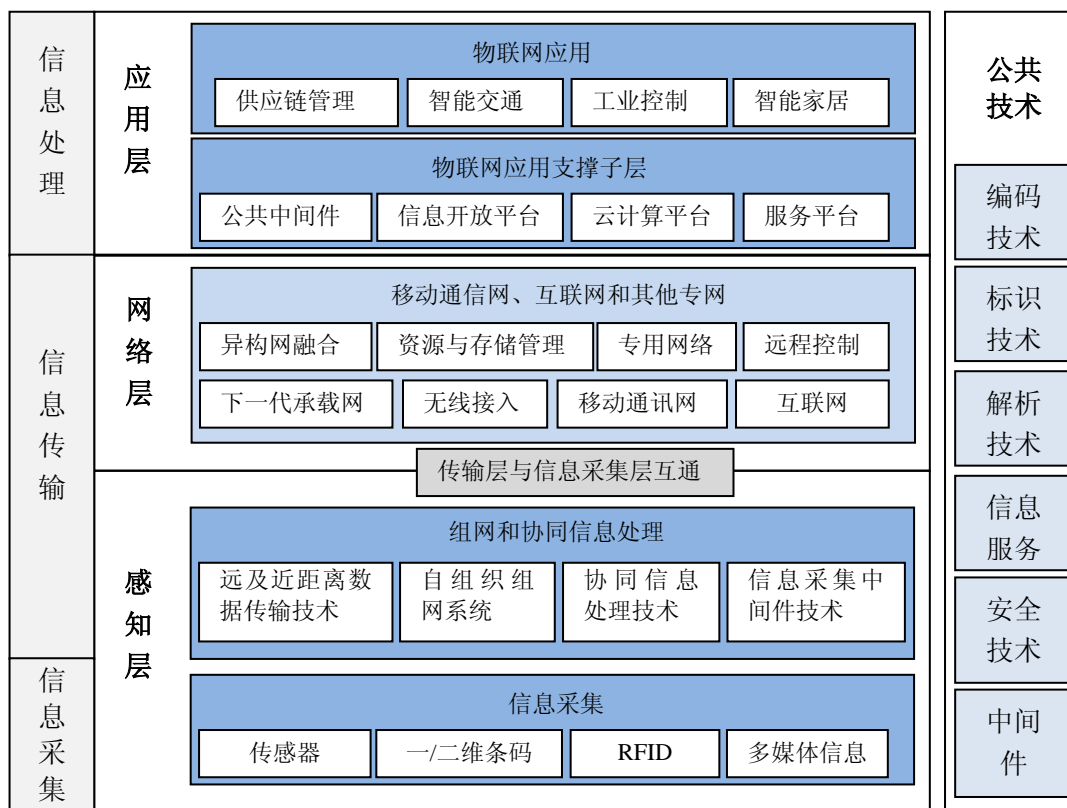 信息处理
应用层
物联网应用
供应链管理
智能交通
工业控制
智能家居
物联网应用支撑子层
公共中间件
信息开放平台
云计算平台
服务平台
信息传输
网络层
移动通信网、互联网和其他专网
异构网融合
资源与存储管理
专用网络
远程控制
下一代承载网
无线接入
移动通讯网
互联网
传输层与信息采集层互通
感知层
组网和协同信息处理
远及近距离数
据传输技术
自组织组
网系统
协同信息
处理技术
信息采集中
间件技术
信息采集
信息采集
传感器
一/二维条码
RFID
多媒体信息
公共
技术
编码
技术
标识
技术
解析
技术
信息
服务
安全
技术
中间
件